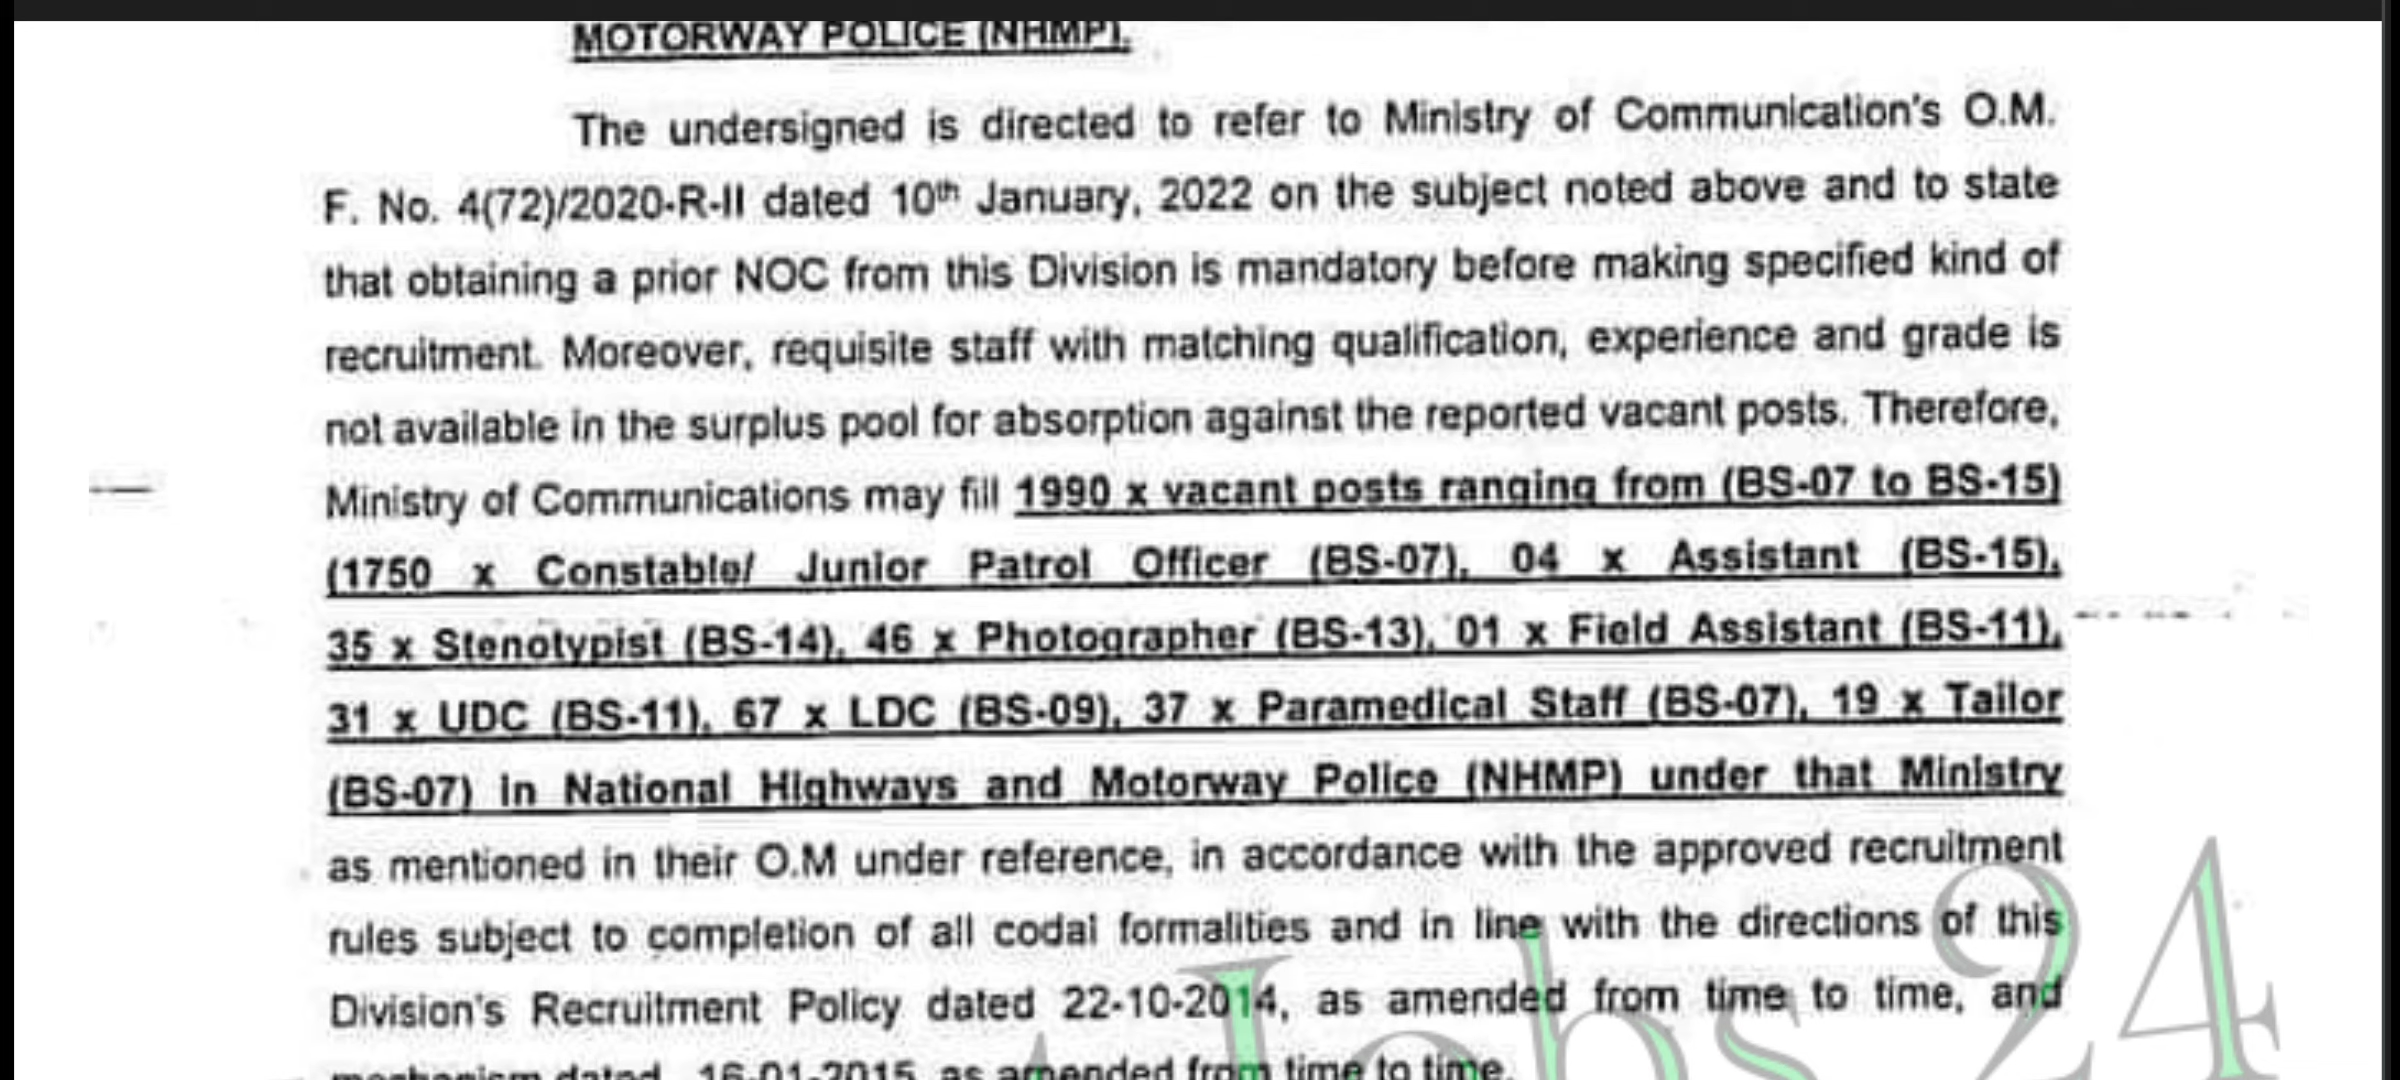 MOTORWAY POLICE (NHMP).
The undersigned is directed to refer to Ministry of Communication's O.M.
F. No. 4(72)/2020-R-II dated 10th January, 2022 on the subject noted above and to state
that obtaining a prior NOC from this Division is mandatory before making specified kind of
recruitment. Moreover, requisite staff with matching qualification, experience and grade is
not available in the surplus pool for absorption against the reported vacant posts. Therefore,
Ministry of Communications may fill 1990 x vacant posts ranging from (BS-07 to BS-15)
(1750 x Constable/ Junior Patrol Officer (BS-07), 04 x Assistant (BS-15),
35 x Stenotypist (BS-14), 46 x Photographer (BS-13), 01 x Field Assistant (BS-11),
31 x UDC (BS-11), 67 x LDC (BS-09), 37 x Paramedical Staff (BS-07), 19 x Tailor
(BS-07) in National Highways and Motorway Police (NHMP) under that Ministry
as mentioned in their O.M under reference, in accordance with the approved recruitment
rules subject to completion of all codal formalities and in line with the directions of this
Division's Recruitment Policy dated 22-10-2014, as amended from time to time, and
mechanism dated 16-01-2015, as amended from time to time.
Jobs 24